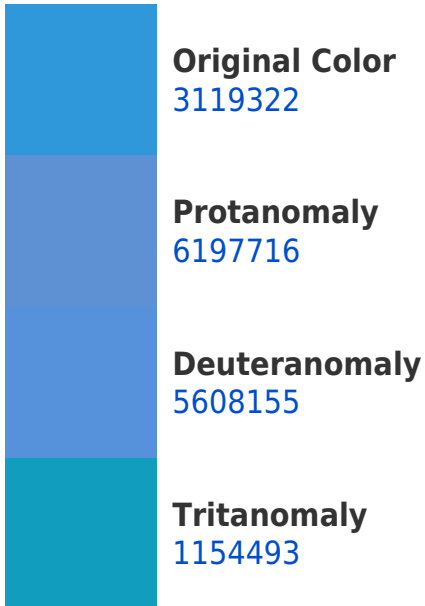 Original Color
3119322
Protanomaly
6197716
Deuteranomaly
5608155
Tritanomaly
1154493